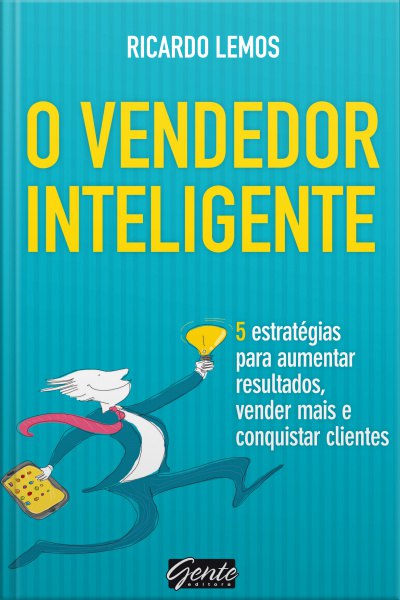 RICARDO LEMOS
O VENDEDOR
INTELIGENTE
5 estratégias
para aumentar
resultados,
vender mais e
conquistar clientes
Gente
editora